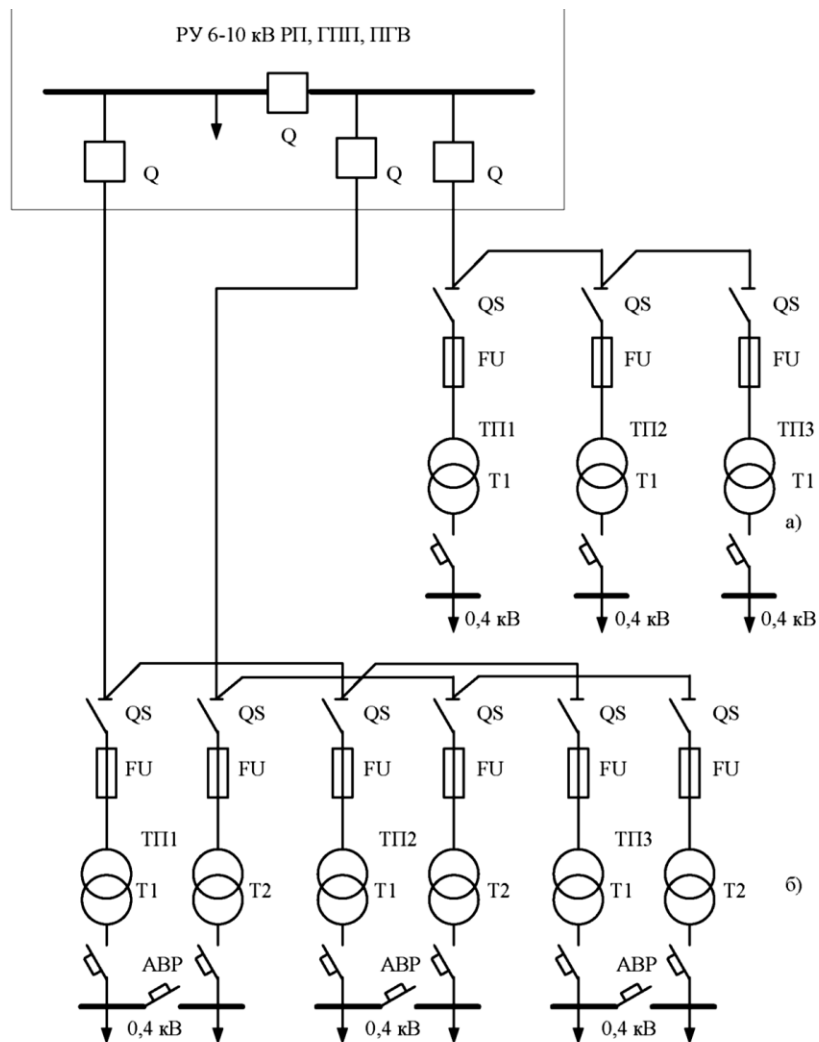 РУ 6-10 кВ РП, ГПП, ПГВ
Q
Q
Q
Q
QS
QS
QS
FU
FU
FU
ТП1
ТП2
ТП3
Т1
Т1
Т1
а)
0,4 кВ
0,4 кВ
0,4 кВ
QS
QS
QS
QS
QS
QS
FU
FU
FU
FU
FU
FU
ТП1
ТП2
ТП3
Т1
Т2
Т1
Т2
Т1
Т2
б)
АВР
АВР
АВР
0,4 кВ
0,4 кВ
0,4 кВ